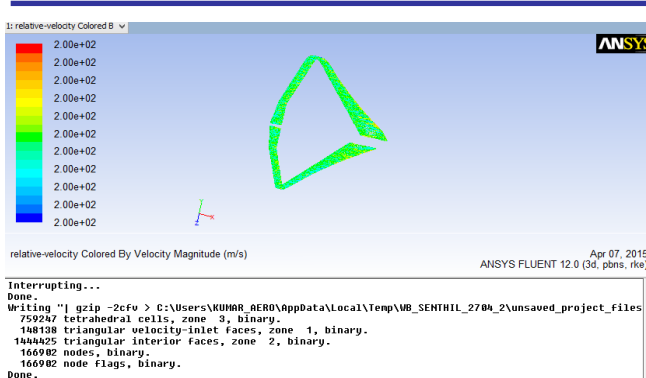 1: relative-velocity Colored B
2.00e+02
2.00e+02
2.00e+02
2.00e+02
2.00e+02
2.00e+02
2.00e+02
2.00e+02
2.00e+02
2.00e+02
2.00e+02
ANSYS
Y
X
Z
relative-velocity Colored By Velocity Magnitude (m/s)
Apr 07, 2015
ANSYS FLUENT 12.0 (3d, pbns, rke)
Interrupting...
Done.
Writing "| gzip -2cfv > C:\Users\KUMAR_AERO\AppData\Local\Temp\WB_SENTHIL_2704_2\unsaved_project_files
759247 tetrahedral cells, zone 3, binary.
148138 triangular velocity-inlet faces, zone 1, binary.
1444425 triangular interior faces, zone 2, binary.
166902 nodes, binary.
166902 node flags, binary.
Done.